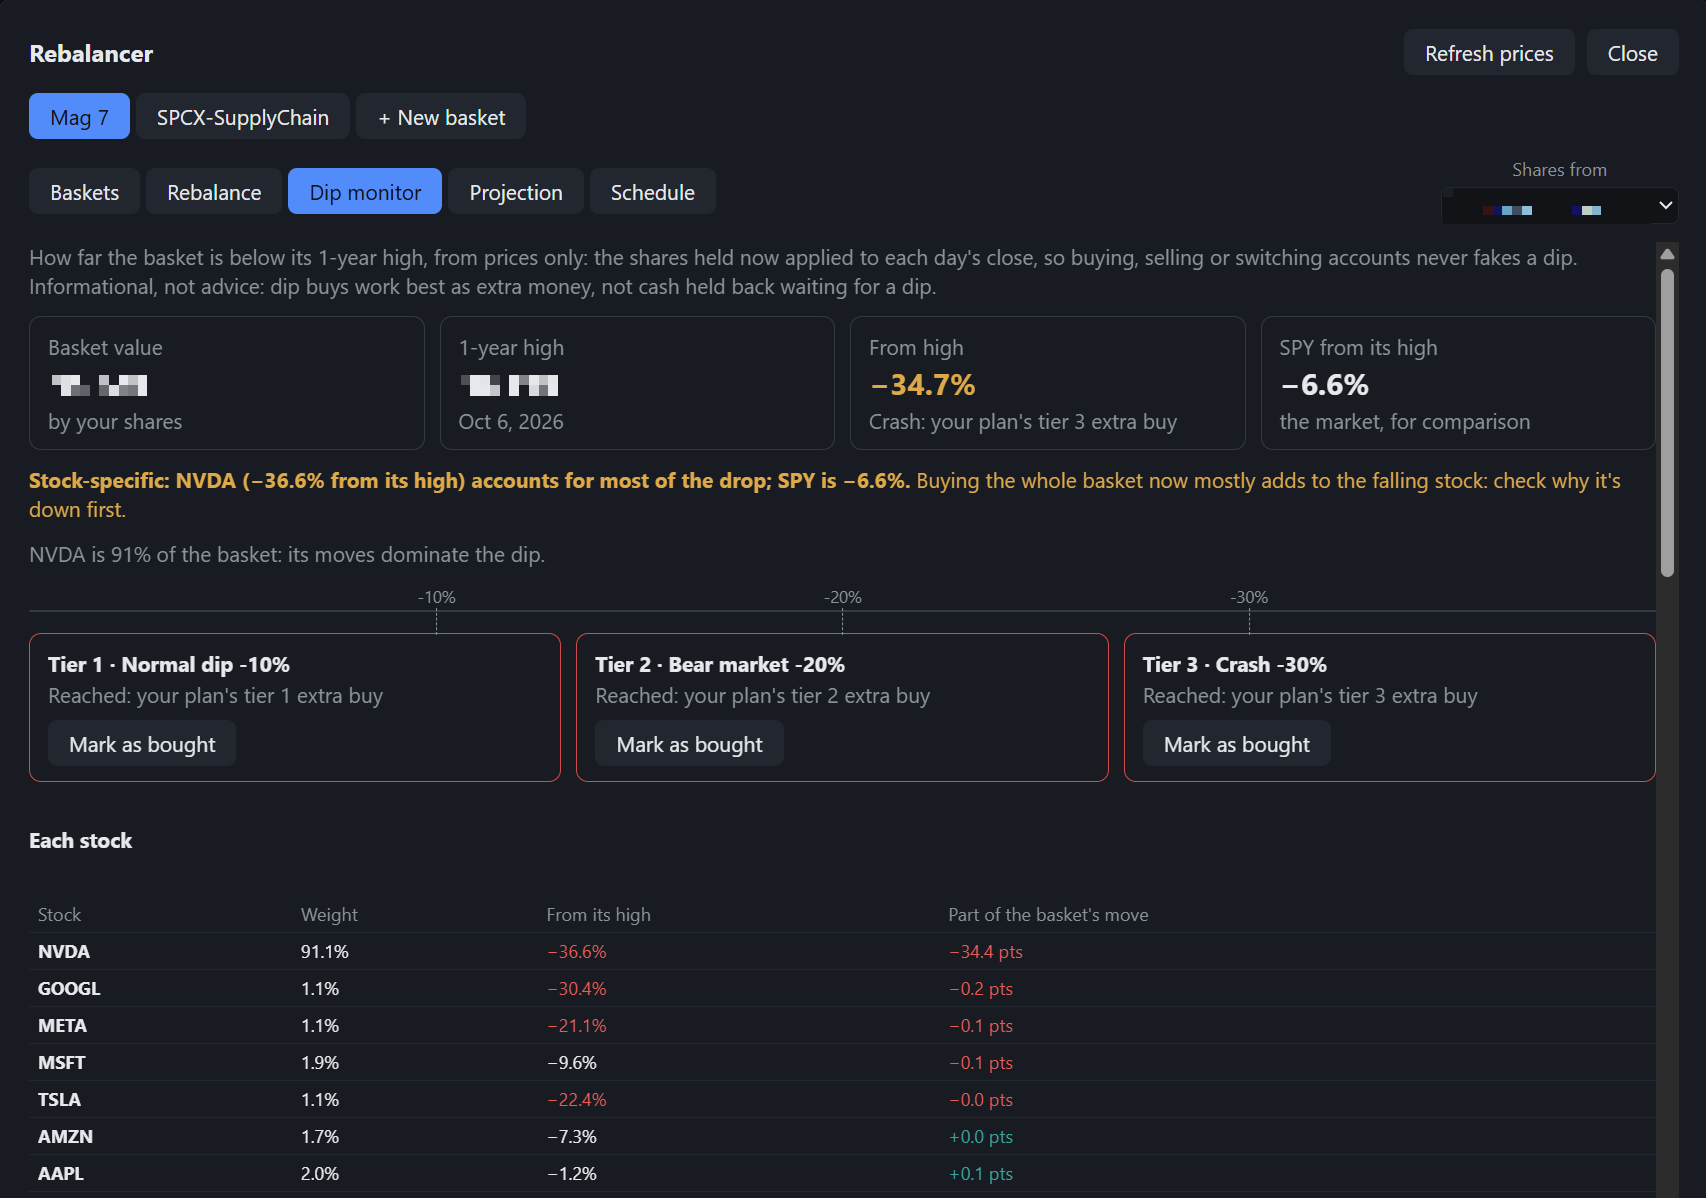 Rebalancer
Refresh prices
Close
Mag 7
SPCX-SupplyChain
+ New basket
Baskets
Rebalance
Dip monitor
Projection
Schedule
Shares from
How far the basket is below its 1-year high, from prices only: the shares held now applied to each day's close, so buying, selling or switching accounts never fakes a dip.
Informational, not advice: dip buys work best as extra money, not cash held back waiting for a dip.
Basket value
by your shares
1-year high
Oct 6, 2026
From high
−34.7%
Crash: your plan's tier 3 extra buy
SPY from its high
−6.6%
the market, for comparison
Stock-specific: NVDA (−36.6% from its high) accounts for most of the drop; SPY is −6.6%. Buying the whole basket now mostly adds to the falling stock: check why it's
down first.
NVDA is 91% of the basket: its moves dominate the dip.
-10%
-20%
-30%
Tier 1 · Normal dip -10%
Reached: your plan's tier 1 extra buy
Mark as bought
Tier 2 · Bear market -20%
Reached: your plan's tier 2 extra buy
Mark as bought
Tier 3 · Crash -30%
Reached: your plan's tier 3 extra buy
Mark as bought
Each stock
Stock Weight From its high Part of the basket's move
NVDA 91.1% −36.6% −34.4 pts
GOOGL 1.1% −30.4% −0.2 pts
META 1.1% −21.1% −0.1 pts
MSFT 1.9% −9.6% −0.1 pts
TSLA 1.1% −22.4% −0.0 pts
AMZN 1.7% −7.3% +0.0 pts
AAPL 2.0% −1.2% +0.1 pts